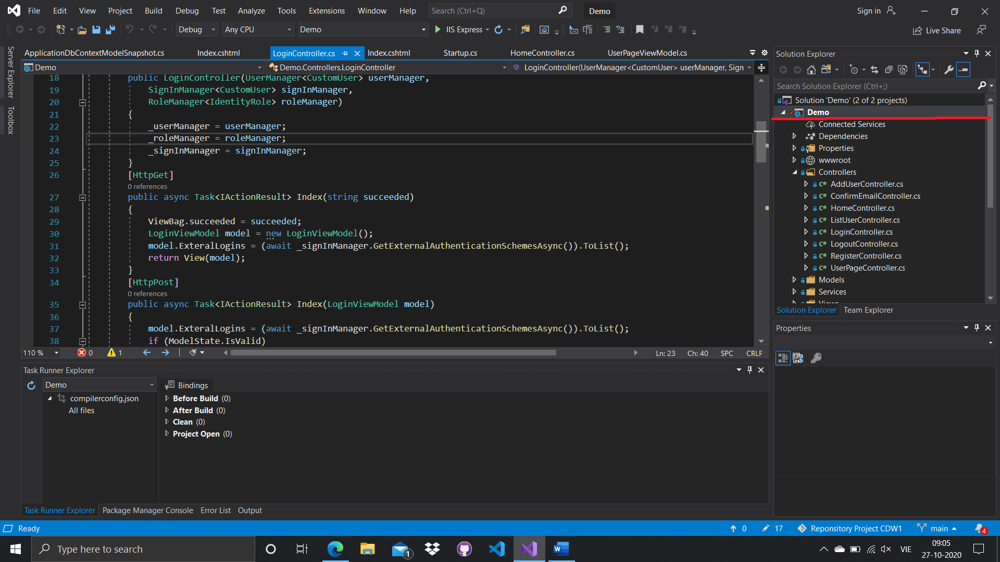 File Edit View Project Build Debug Test Analyze Tools Extensions Window Help Search (Ctrl+Q) Demo Sign in
Debug Any CPU Demo IIS Express Live Share
Server Explorer
Toolbox
ApplicationDbContextModelSnapshot.cs Index.cshtml LoginController.cs Index.cshtml Startup.cs HomeController.cs UserPageViewModel.cs
Demo Demo.Controllers.LoginController LoginController(UserManager<CustomUser> userManager, Sign
18 public LoginController(UserManager<CustomUser> userManager,
19 SignInManager<CustomUser> signInManager,
20 RoleManager<IdentityRole> roleManager)
21 {
22 _userManager = userManager;
23 _roleManager = roleManager;
24 _signInManager = signInManager;
25 }
26 [HttpGet]
0 references
27 public async Task<IActionResult> Index(string succeeded)
28 {
29 ViewBag.succeeded = succeeded;
30 LoginViewModel model = new LoginViewModel();
31 model.ExteralLogins = (await _signInManager.GetExternalAuthenticationSchemesAsync()).ToList();
32 return View(model);
33 }
34 [HttpPost]
0 references
35 public async Task<IActionResult> Index(LoginViewModel model)
36 {
37 model.ExteralLogins = (await _signInManager.GetExternalAuthenticationSchemesAsync()).ToList();
38 if (ModelState.IsValid)
110 % 0 1 Ln: 23 Ch: 40 SPC CRLF
Task Runner Explorer
Demo
compilerconfig.json
All files
Bindings
Before Build (0)
After Build (0)
Clean (0)
Project Open (0)
Task Runner Explorer Package Manager Console Error List Output
Solution Explorer
Search Solution Explorer (Ctrl+;)
Solution 'Demo' (2 of 2 projects)
Demo
Connected Services
Dependencies
Properties
wwwroot
Controllers
C# AddUserController.cs
C# ConfirmEmailController.cs
C# HomeController.cs
C# ListUserController.cs
C# LoginController.cs
C# LogoutController.cs
C# RegisterController.cs
C# UserPageController.cs
Models
Services
Views
Solution Explorer Team Explorer
Properties
Ready 0 17 Reponsitory Project CDW1 main 4
Type here to search 1 VIE 09:05
27-10-2020